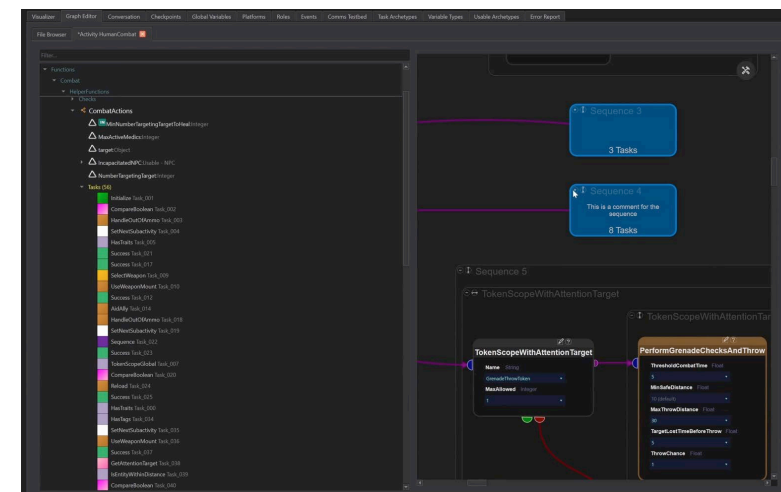 Visualizer Graph Editor Conversation Checkpoints Global Variables Platforms Roles Events Comms Testbed Task Archetypes Variable Types Usable Archetypes Error Report
File Browser *Activity HumanCombat
Filter...
Functions
Combat
HelperFunctions
Checks
CombatActions
MinNumberTargetingTargetToHeal Integer
MaxActiveMedics Integer
target Object
IncapacitatedNPC Usable - NPC
NumberTargetingTarget Integer
Tasks (56)
Initialize Task_001
CompareBoolean Task_002
HandleOutOfAmmo Task_003
SetNextSubactivity Task_004
HasTraits Task_005
Success Task_021
Success Task_017
SelectWeapon Task_009
UseWeaponMount Task_010
Success Task_012
AidAlly Task_014
HandleOutOfAmmo Task_018
SetNextSubactivity Task_019
Sequence Task_022
Success Task_023
TokenScopeGlobal Task_007
CompareBoolean Task_020
Reload Task_024
Success Task_025
HasTraits Task_006
HasTags Task_034
SetNextSubactivity Task_035
UseWeaponMount Task_036
Success Task_037
GetAttentionTarget Task_038
IsEntityWithinDistance Task_039
CompareBoolean Task_040
Sequence 3
3 Tasks
Sequence 4
This is a comment for the
sequence
8 Tasks
Sequence 5
TokenScopeWithAttentionTarget
TokenScopeWithAttentionTar
TokenScopeWithAttentionTarget
Name String
GrenadeThrowToken
MaxAllowed Integer
1
PerformGrenadeChecksAndThrow
ThresholdCombatTime Float
5
MinSafeDistance Float
10 (default)
MaxThrowDistance Float
30
TargetLostTimeBeforeThrow Float
5
ThrowChance Float
1